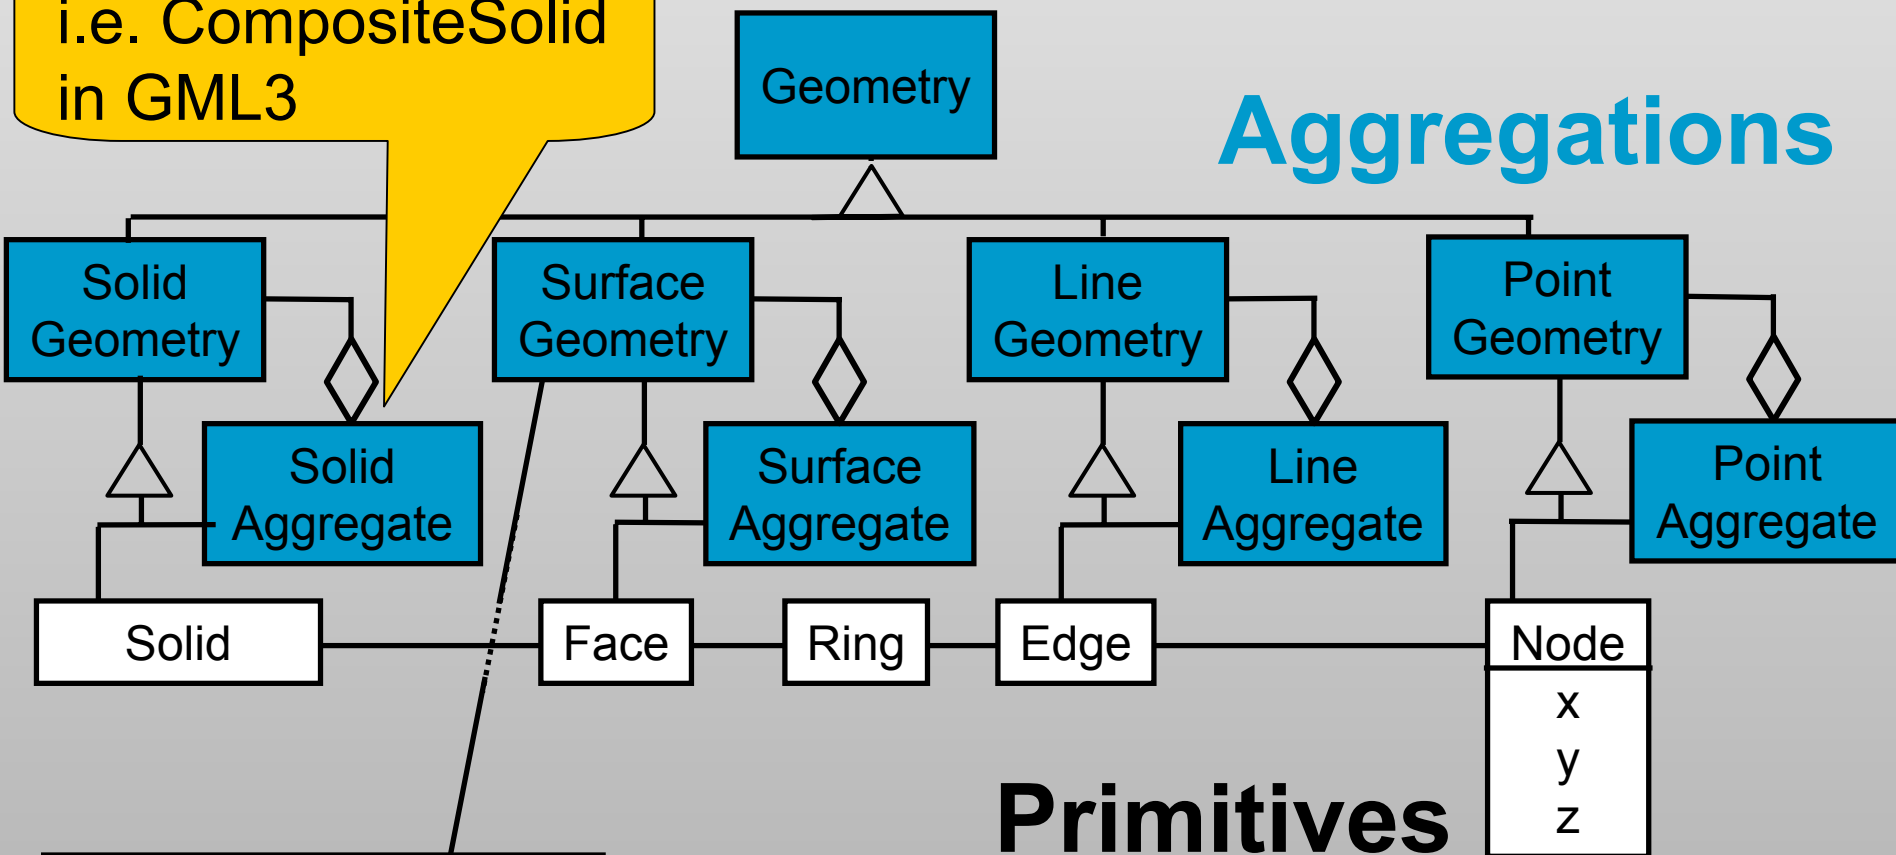 i.e. CompositeSolid
in GML3
Geometry
Aggregations
Solid
Geometry
Surface
Geometry
Line
Geometry
Point
Geometry
Solid
Aggregate
Surface
Aggregate
Line
Aggregate
Point
Aggregate
Solid
Face
Ring
Edge
Node
x
y
z
Primitives